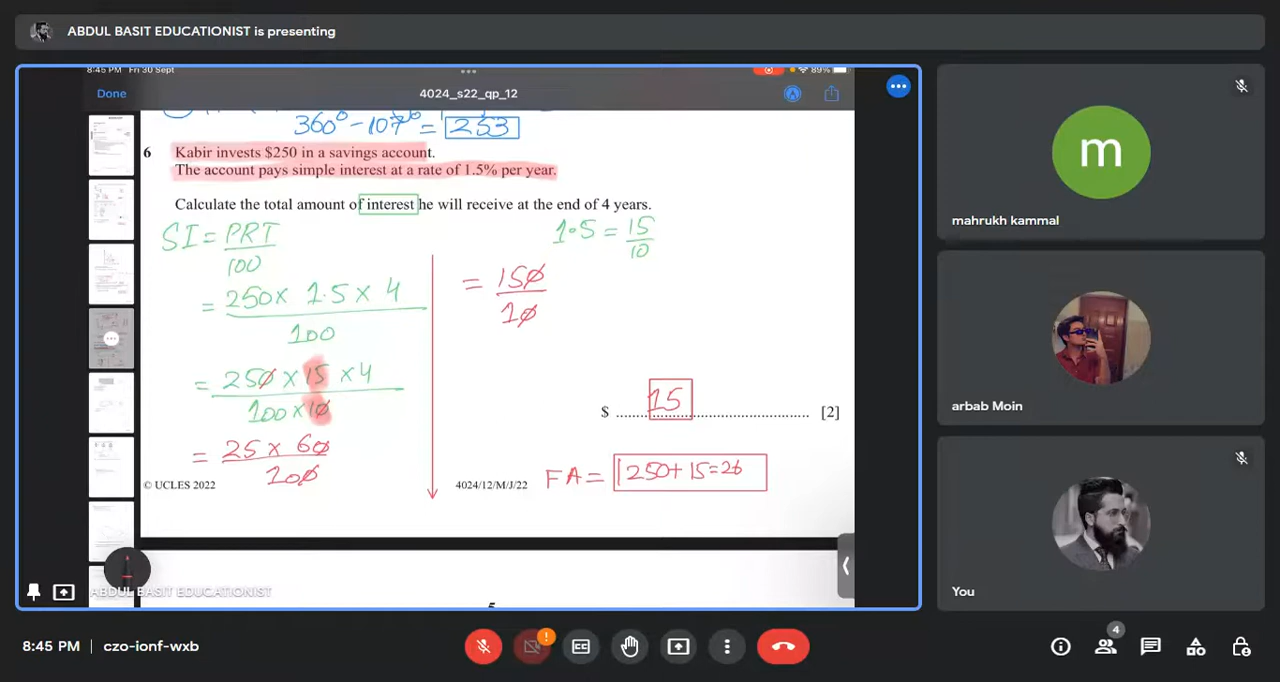 ABDUL BASIT EDUCATIONIST is presenting
8:45 PM Fri 30 Sept
89%
Done
4024_s22_qp_12
360° - 107° = 253
6 Kabir invests $250 in a savings account.
The account pays simple interest at a rate of 1.5% per year.
Calculate the total amount of interest he will receive at the end of 4 years.
SI = PRT / 100
1.5 = 15 / 10
= 250 x 1.5 x 4 / 100
= 150 / 10
= 250 x 15 x 4 / 100 x 10
= 25 x 60 / 100
$ 15 [2]
FA = 250 + 15 = 26
© UCLES 2022
4024/12/M/J/22
5
ABDUL BASIT EDUCATIONIST
m
mahrukh kammal
arbab Moin
You
8:45 PM | czo-ionf-wxb
CC
4